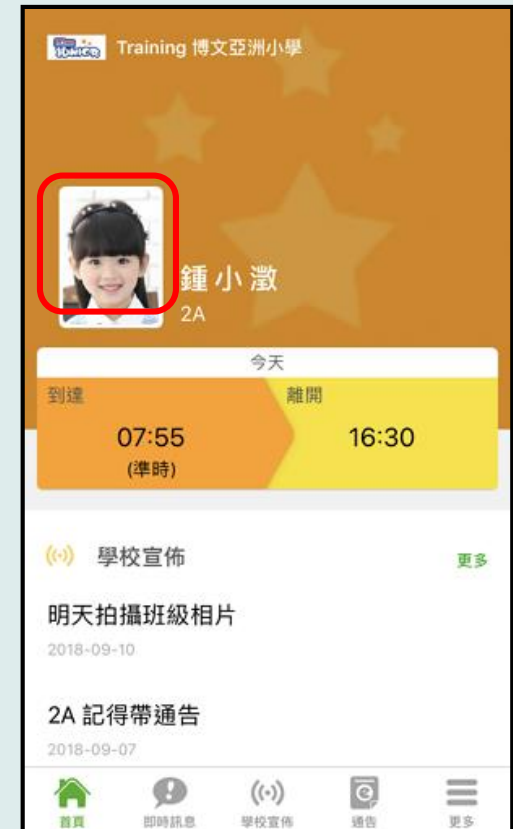 JUNIOR Training 博文亞洲小學
鍾小澂
2A
今天
到達 離開
07:55 16:30
(準時)
學校宣佈 更多
明天拍攝班級相片
2018-09-10
2A 記得帶通告
2018-09-07
首頁 即時訊息 學校宣佈 通告 更多